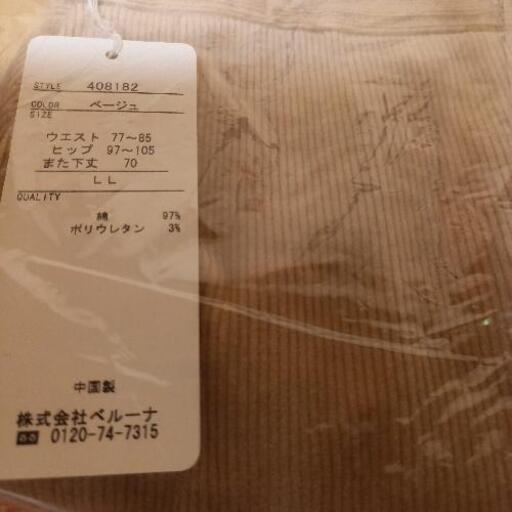 STYLE 408182
COLOR ベージュ
SIZE
ウエスト 77～85
ヒップ 97～105
また下丈 70
LL
QUALITY
綿 97%
ポリウレタン 3%
中国製
株式会社ベルーナ
0120-74-7315